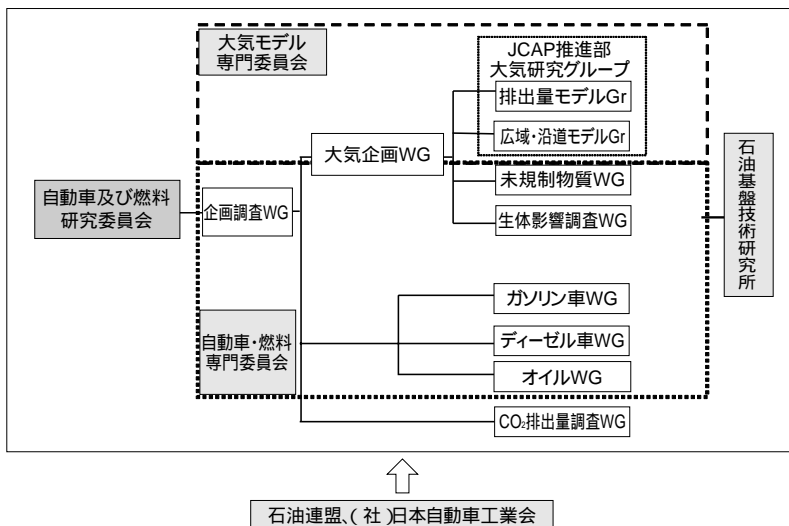 大気モデル
専門委員会
JCAP推進部
大気研究グループ
排出量モデルGr
広域・沿道モデルGr
大気企画WG
石油基盤技術研究所
自動車及び燃料
研究委員会
企画調査WG
未規制物質WG
生体影響調査WG
ガソリン車WG
自動車・燃料
専門委員会
ディーゼル車WG
オイルWG
CO₂排出量調査WG
石油連盟、(社)日本自動車工業会